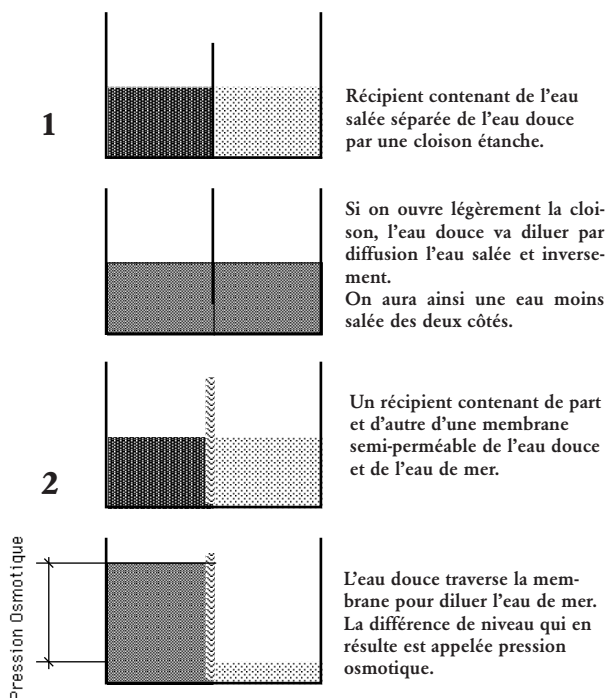 1
Récipient contenant de l'eau
salée séparée de l'eau douce
par une cloison étanche.
Si on ouvre légèrement la cloi-
son, l'eau douce va diluer par
diffusion l'eau salée et inverse-
ment.
On aura ainsi une eau moins
salée des deux côtés.
2
Un récipient contenant de part
et d'autre d'une membrane
semi-perméable de l'eau douce
et de l'eau de mer.
Pression Osmotique
L'eau douce traverse la mem-
brane pour diluer l'eau de mer.
La différence de niveau qui en
résulte est appelée pression
osmotique.